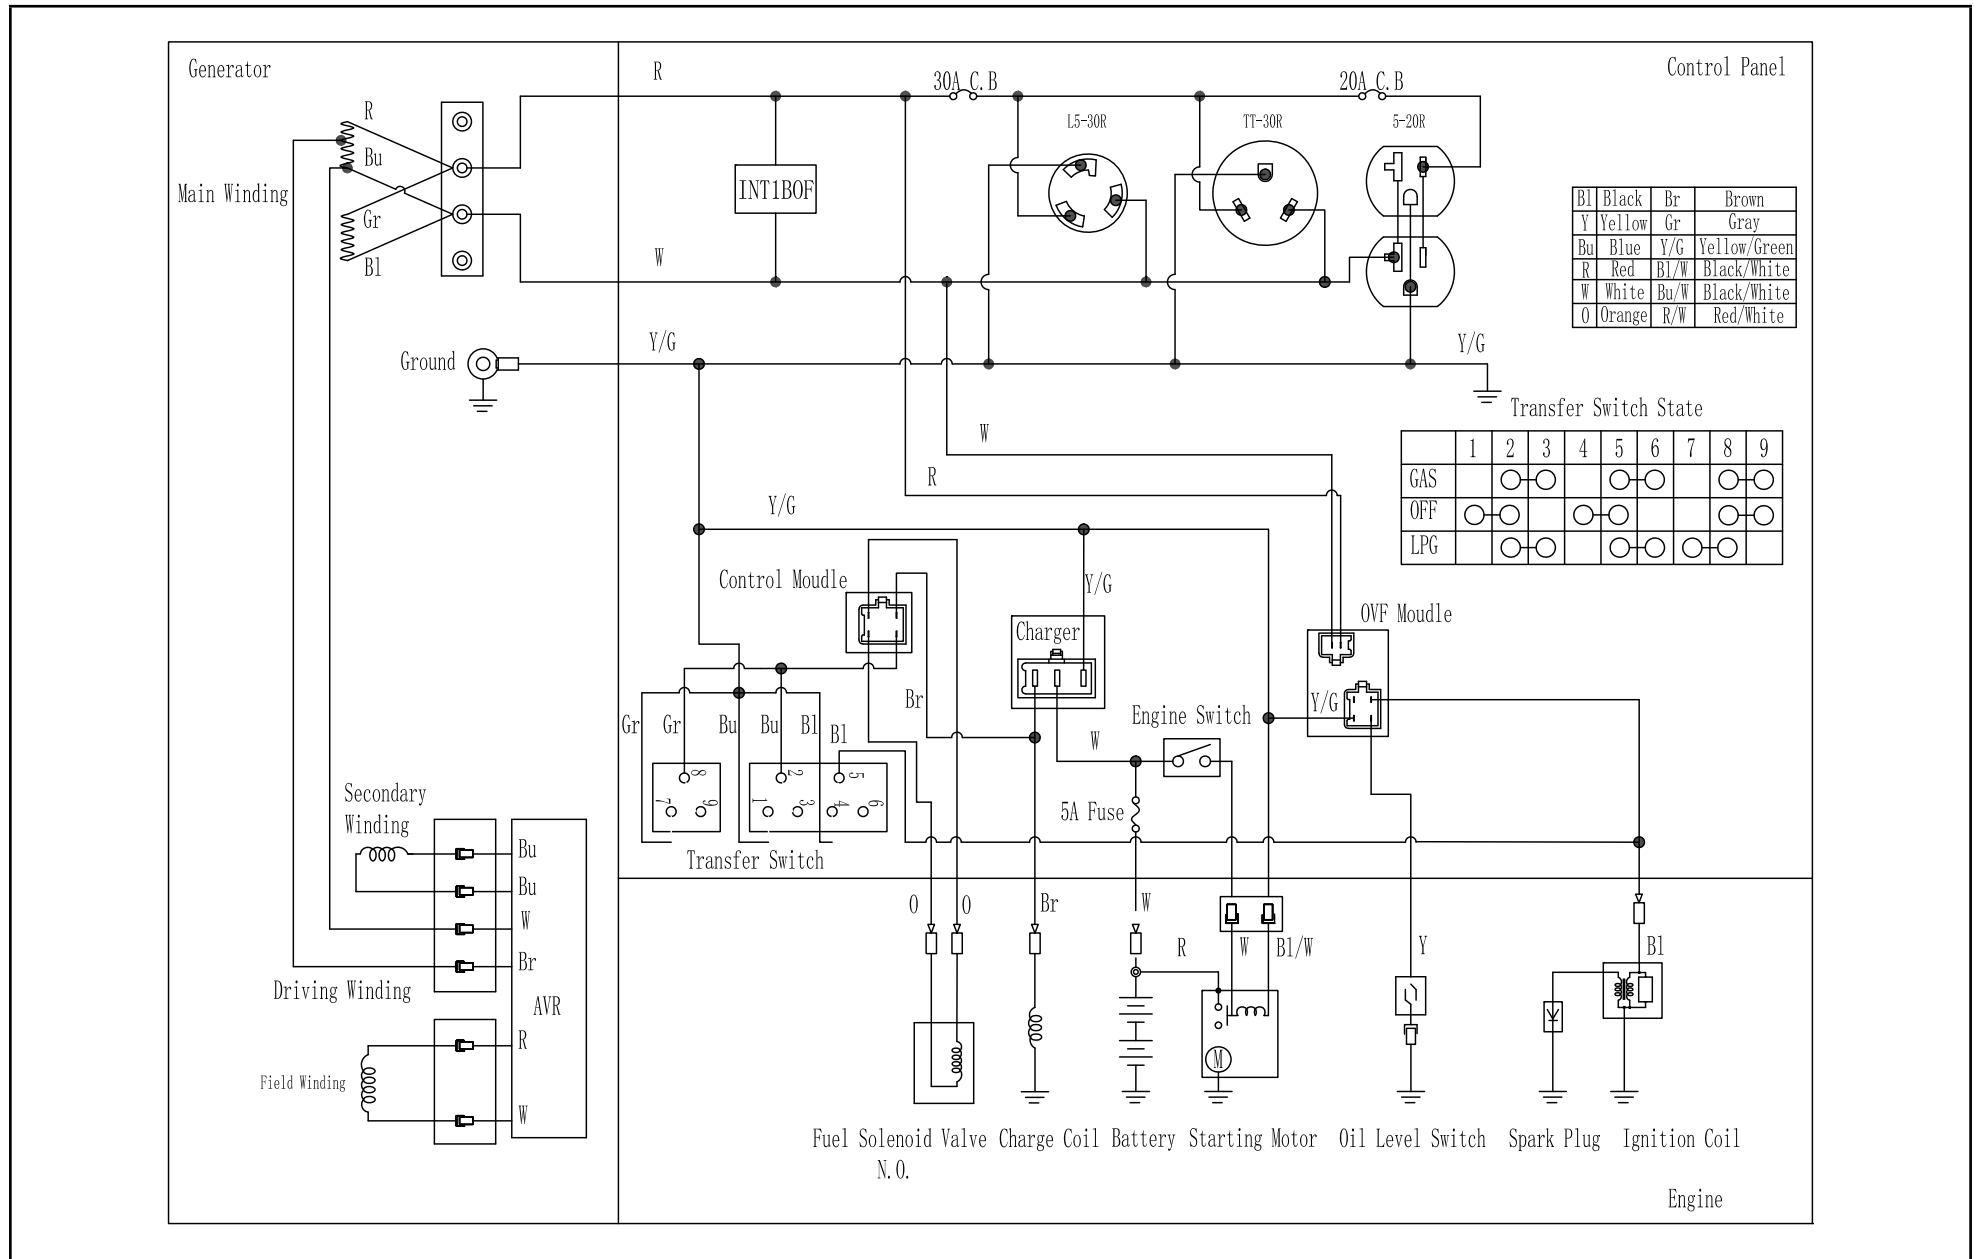 Generator
Control Panel
R
30A C.B
20A C.B
L5-30R
TT-30R
5-20R
R
Bu
Main Winding
Gr
Bl
INT1BOF
W
Bl Black Br Brown
Y Yellow Gr Gray
Bu Blue Y/G Yellow/Green
R Red Bl/W Black/White
W White Bu/W Black/White
O Orange R/W Red/White
Ground
Y/G
Y/G
Transfer Switch State
1 2 3 4 5 6 7 8 9
GAS
OFF
LPG
W
R
Y/G
Control Moudle
Y/G
Charger
OVF Moudle
Y/G
Br
Engine Switch
W
Gr
Gr
Bu
Bu
Bl
Bl
8
7
9
2
1
3
5
4
6
5A Fuse
Transfer Switch
Secondary
Winding
Bu
Bu
W
Br
Driving Winding
AVR
R
Field Winding
W
O
O
Br
W
R
W
Bl/W
Y
Bl
M
Fuel Solenoid Valve
N.O.
Charge Coil
Battery
Starting Motor
Oil Level Switch
Spark Plug
Ignition Coil
Engine